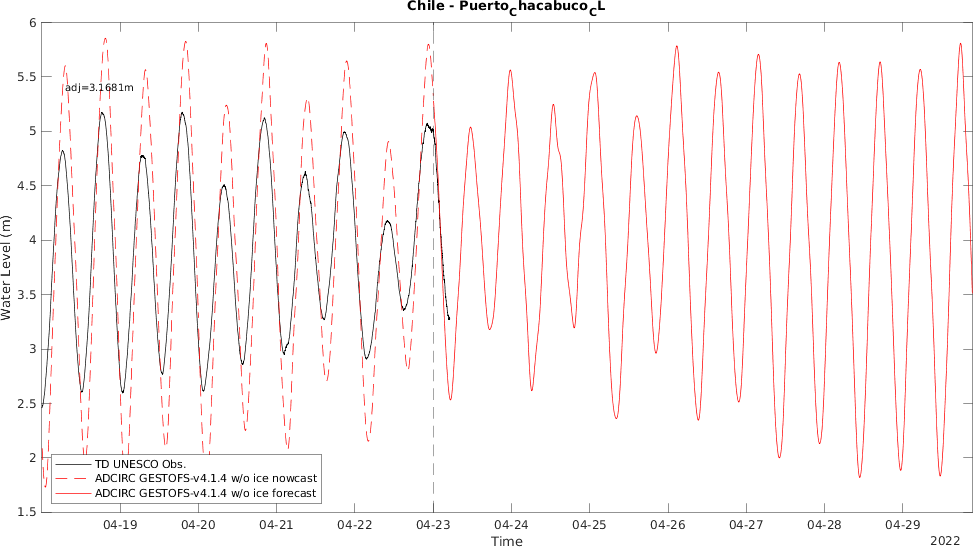 Chile - PuertoChacabucoCL
6
5.5
5
4.5
4
3.5
3
2.5
2
1.5
Water Level (m)
adj=3.1681m
TD UNESCO Obs.
ADCIRC GESTOFS-v4.1.4 w/o ice nowcast
ADCIRC GESTOFS-v4.1.4 w/o ice forecast
04-19 04-20 04-21 04-22 04-23 04-24 04-25 04-26 04-27 04-28 04-29
Time
2022